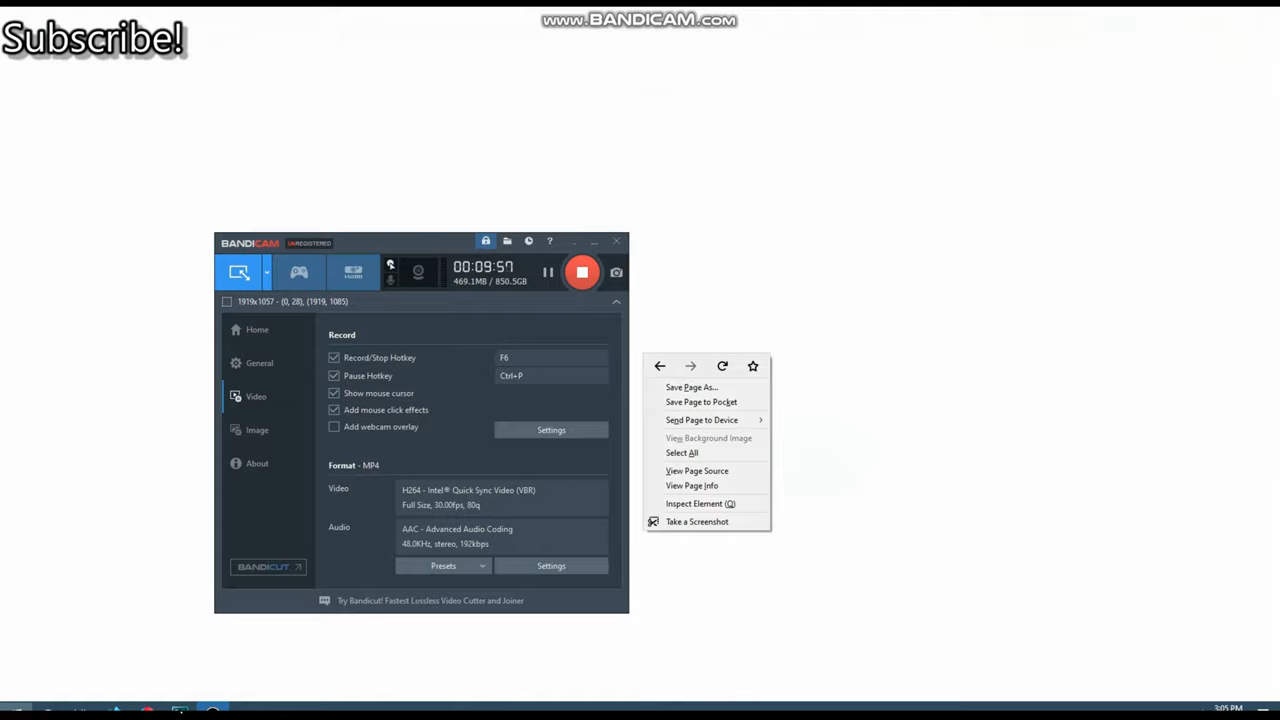 www.BANDICAM.com
Subscribe!
BANDICAM UNREGISTERED
?
HDMI
00:09:57
469.1MB / 850.5GB
1919x1057 - (0, 28), (1919, 1085)
Home
General
Video
Image
About
BANDICUT
Record
Record/Stop Hotkey F6
Pause Hotkey Ctrl+P
Show mouse cursor
Add mouse click effects
Add webcam overlay
Settings
Format - MP4
Video
H264 - Intel® Quick Sync Video (VBR)
Full Size, 30.00fps, 80q
Audio
AAC - Advanced Audio Coding
48.0KHz, stereo, 192kbps
Presets
Settings
Try Bandicut! Fastest Lossless Video Cutter and Joiner
Save Page As...
Save Page to Pocket
Send Page to Device
View Background Image
Select All
View Page Source
View Page Info
Inspect Element (Q)
Take a Screenshot
3:05 PM